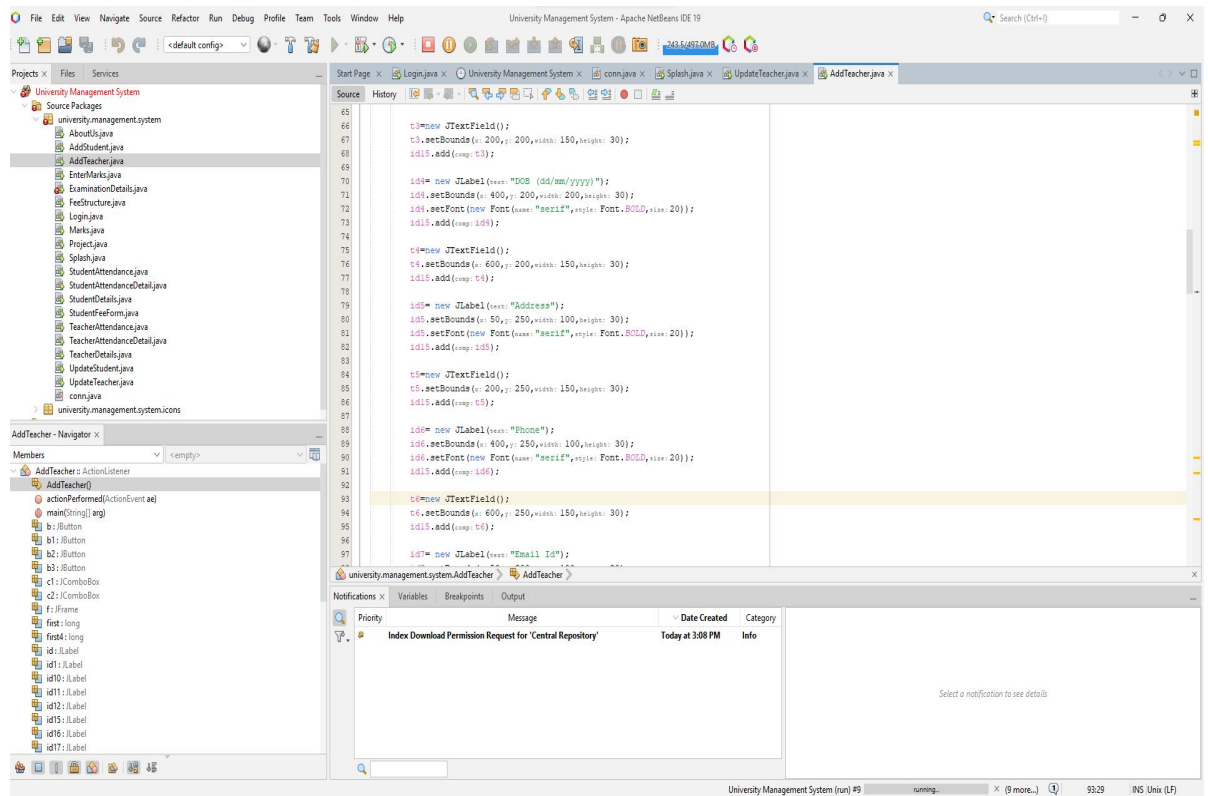 File Edit View Navigate Source Refactor Run Debug Profile Team Tools Window Help University Management System - Apache NetBeans IDE 19 Search (Ctrl+I)
<default config> 243.5/497.0MB
Projects Files Services
University Management System
Source Packages
university.management.system
AboutUs.java
AddStudent.java
AddTeacher.java
EnterMarks.java
ExaminationDetails.java
FeeStructure.java
Login.java
Marks.java
Project.java
Splash.java
StudentAttendance.java
StudentAttendanceDetail.java
StudentDetails.java
StudentFeeForm.java
TeacherAttendance.java
TeacherAttendanceDetail.java
TeacherDetails.java
UpdateStudent.java
UpdateTeacher.java
conn.java
university.management.system.icons
AddTeacher - Navigator
Members <empty>
AddTeacher :: ActionListener
AddTeacher()
actionPerformed(ActionEvent ae)
main(String[] arg)
b : JButton
b1 : JButton
b2 : JButton
b3 : JButton
c1 : JComboBox
c2 : JComboBox
f : JFrame
first : long
first4 : long
id : JLabel
id1 : JLabel
id10 : JLabel
id11 : JLabel
id12 : JLabel
id15 : JLabel
id16 : JLabel
id17 : JLabel
Start Page Login.java University Management System conn.java Splash.java UpdateTeacher.java AddTeacher.java
Source History
65
66 t3=new JTextField();
67 t3.setBounds(x: 200,y: 200,width: 150,height: 30);
68 id15.add(comp: t3);
69
70 id4= new JLabel(text: "DOB (dd/mm/yyyy)");
71 id4.setBounds(x: 400,y: 200,width: 200,height: 30);
72 id4.setFont(new Font(name: "serif",style: Font.BOLD,size: 20));
73 id15.add(comp: id4);
74
75 t4=new JTextField();
76 t4.setBounds(x: 600,y: 200,width: 150,height: 30);
77 id15.add(comp: t4);
78
79 id5= new JLabel(text: "Address");
80 id5.setBounds(x: 50,y: 250,width: 100,height: 30);
81 id5.setFont(new Font(name: "serif",style: Font.BOLD,size: 20));
82 id15.add(comp: id5);
83
84 t5=new JTextField();
85 t5.setBounds(x: 200,y: 250,width: 150,height: 30);
86 id15.add(comp: t5);
87
88 id6= new JLabel(text: "Phone");
89 id6.setBounds(x: 400,y: 250,width: 100,height: 30);
90 id6.setFont(new Font(name: "serif",style: Font.BOLD,size: 20));
91 id15.add(comp: id6);
92
93 t6=new JTextField();
94 t6.setBounds(x: 600,y: 250,width: 150,height: 30);
95 id15.add(comp: t6);
96
97 id7= new JLabel(text: "Email Id");
university.management.system.AddTeacher AddTeacher
Notifications Variables Breakpoints Output
Priority Message Date Created Category
Index Download Permission Request for 'Central Repository' Today at 3:08 PM Info
Select a notification to see details
University Management System (run) #9 running... (9 more...) 1 93:29 INS Unix (LF)